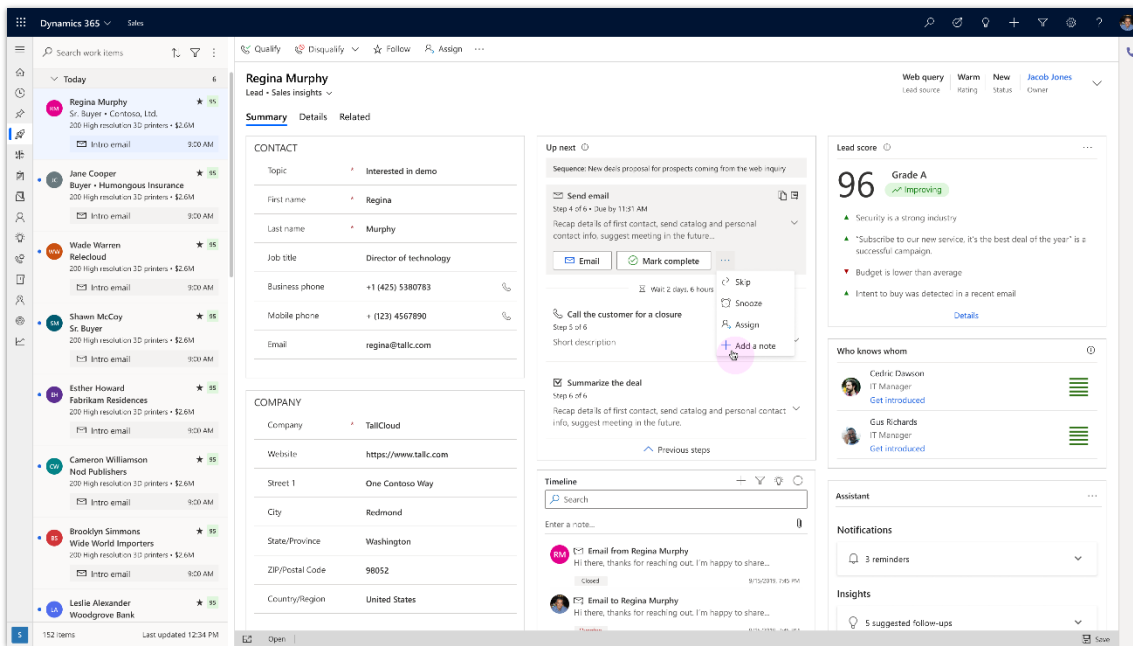 Dynamics 365
Sales
Search work items
Qualify
Disqualify
Follow
Assign
Today
6
Regina Murphy
95
Sr. Buyer • Contoso, Ltd.
200 High resolution 3D printers • $2.6M
Intro email
9:00 AM
Jane Cooper
95
Buyer • Humongous Insurance
200 High resolution 3D printers • $2.6M
Intro email
9:00 AM
Wade Warren
95
Relecloud
200 High resolution 3D printers • $2.6M
Intro email
9:00 AM
Shawn McCoy
95
Sr. Buyer
200 High resolution 3D printers • $2.6M
Intro email
9:00 AM
Esther Howard
95
Fabrikam Residences
200 High resolution 3D printers • $2.6M
Intro email
9:00 AM
Cameron Williamson
95
Nod Publishers
200 High resolution 3D printers • $2.6M
Intro email
9:00 AM
Brooklyn Simmons
95
Wide World Importers
200 High resolution 3D printers • $2.6M
Intro email
9:00 AM
Leslie Alexander
95
Woodgrove Bank
S
152 items
Last updated 12:34 PM
Regina Murphy
Lead • Sales insights
Web query
Lead source
Warm
Rating
New
Status
Jacob Jones
Owner
Summary
Details
Related
CONTACT
Topic * Interested in demo
First name * Regina
Last name * Murphy
Job title Director of technology
Business phone +1 (425) 5380783
Mobile phone + (123) 4567890
Email regina@tallc.com
COMPANY
Company * TallCloud
Website https://www.tallc.com
Street 1 One Contoso Way
City Redmond
State/Province Washington
ZIP/Postal Code 98052
Country/Region United States
Up next
Sequence: New deals proposal for prospects coming from the web inquiry
Send email
Step 4 of 6 • Due by 11:31 AM
Recap details of first contact, send catalog and personal
contact info, suggest meeting in the future...
Email
Mark complete
Skip
Snooze
Assign
Add a note
Wait 2 days, 6 hours
Call the customer for a closure
Step 5 of 6
Short description
Summarize the deal
Step 6 of 6
Recap details of first contact, send catalog and personal contact
info, suggest meeting in the future.
Previous steps
Timeline
Search
Enter a note...
RM
Email from Regina Murphy
Hi there, thanks for reaching out. I'm happy to share...
Closed
9/15/2019, 7:45 PM
Email to Regina Murphy
Hi there, thanks for reaching out. I'm happy to share...
Lead score
96
Grade A
Improving
Security is a strong industry
"Subscribe to our new service, it's the best deal of the year" is a
successful campaign.
Budget is lower than average
Intent to buy was detected in a recent email
Details
Who knows whom
Cedric Dawson
IT Manager
Get introduced
Gus Richards
IT Manager
Get introduced
Assistant
Notifications
3 reminders
Insights
5 suggested follow-ups
Open
Save